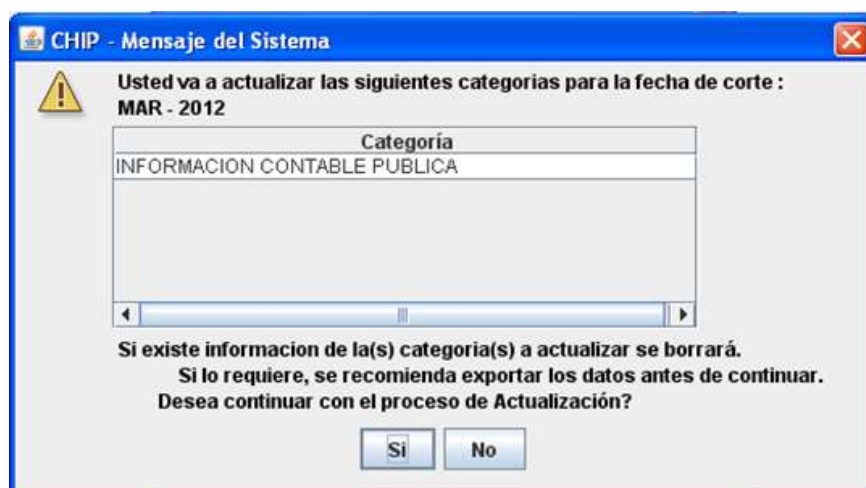 CHIP - Mensaje del Sistema
Usted va a actualizar las siguientes categorias para la fecha de corte :
MAR - 2012
Categoría
INFORMACION CONTABLE PUBLICA
Si existe informacion de la(s) categoria(s) a actualizar se borrará.
Si lo requiere, se recomienda exportar los datos antes de continuar.
Desea continuar con el proceso de Actualización?
Si No